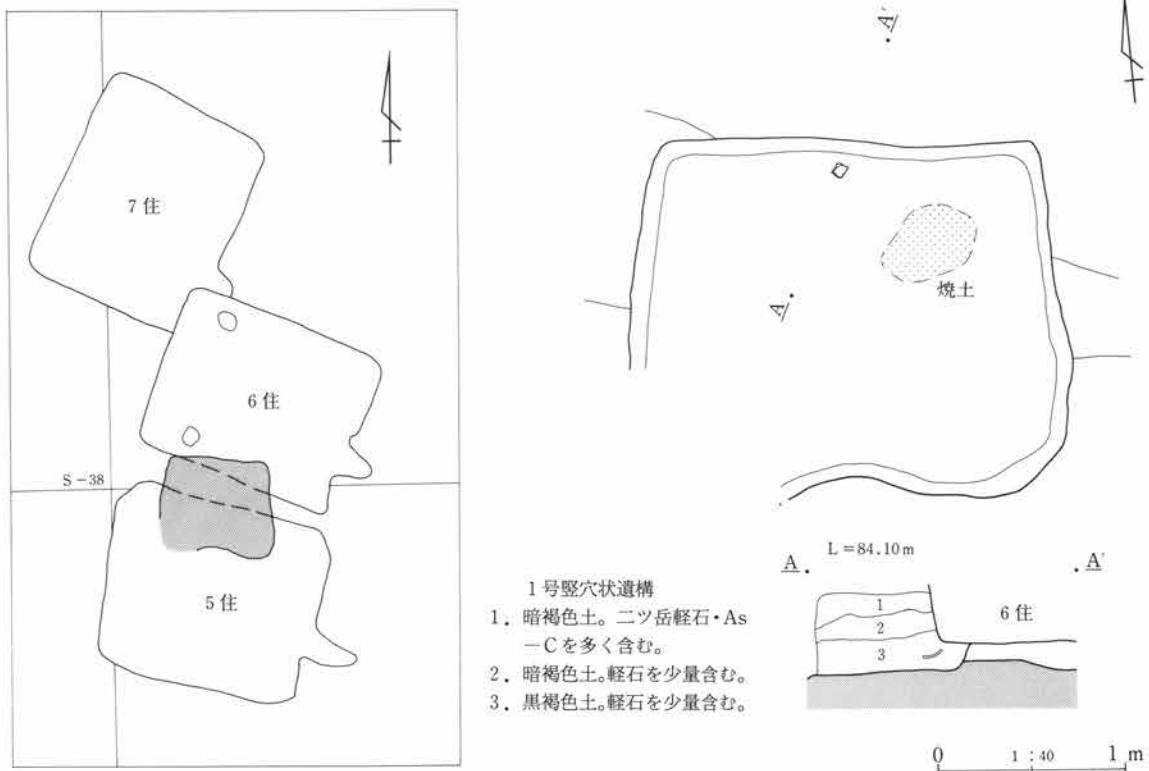 7住
6住
S-38
5住
A'
焼土
A
1号竪穴状遺構
1. 暗褐色土。二ツ岳軽石・As
-Cを多く含む。
2. 暗褐色土。軽石を少量含む。
3. 黒褐色土。軽石を少量含む。
A
L=84.10m
A'
1
2
3
6住
0
1:40
1m